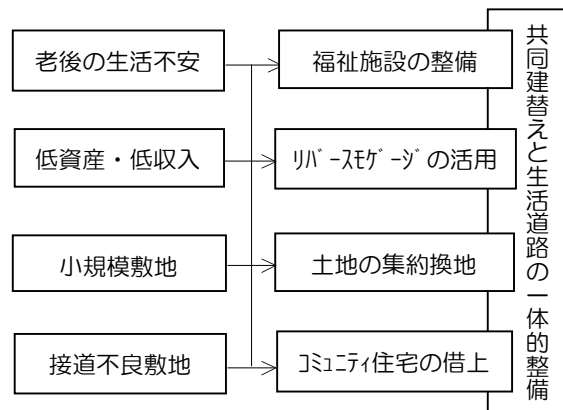 老後の生活不安
福祉施設の整備
低資産・低収入
ﾘﾊﾞｰｽﾓｹﾞｰｼﾞの活用
小規模敷地
土地の集約換地
接道不良敷地
ｺﾐｭﾆﾃｨ住宅の借上
共同建替えと生活道路の一体的整備